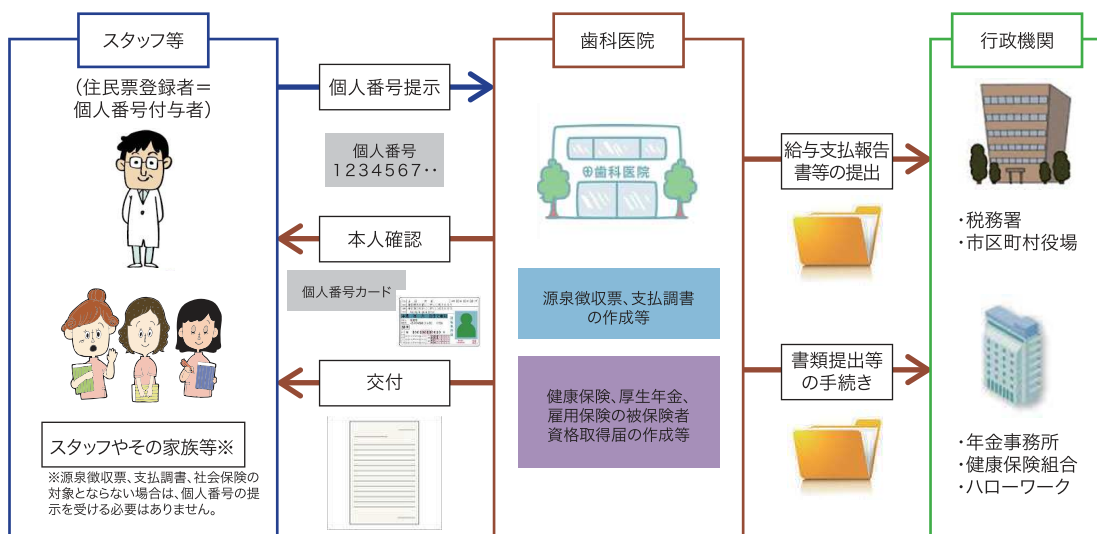 スタッフ等
（住民票登録者＝
個人番号付与者）
スタッフやその家族等※
※源泉徴収票、支払調書、社会保険の
対象とならない場合は、個人番号の提
示を受ける必要はありません。
個人番号提示
個人番号
1234567‥
本人確認
個人番号カード
交付
歯科医院
歯科医院
源泉徴収票、支払調書
の作成等
健康保険、厚生年金、
雇用保険の被保険者
資格取得届の作成等
給与支払報告
書等の提出
書類提出等
の手続き
行政機関
・税務署
・市区町村役場
・年金事務所
・健康保険組合
・ハローワーク